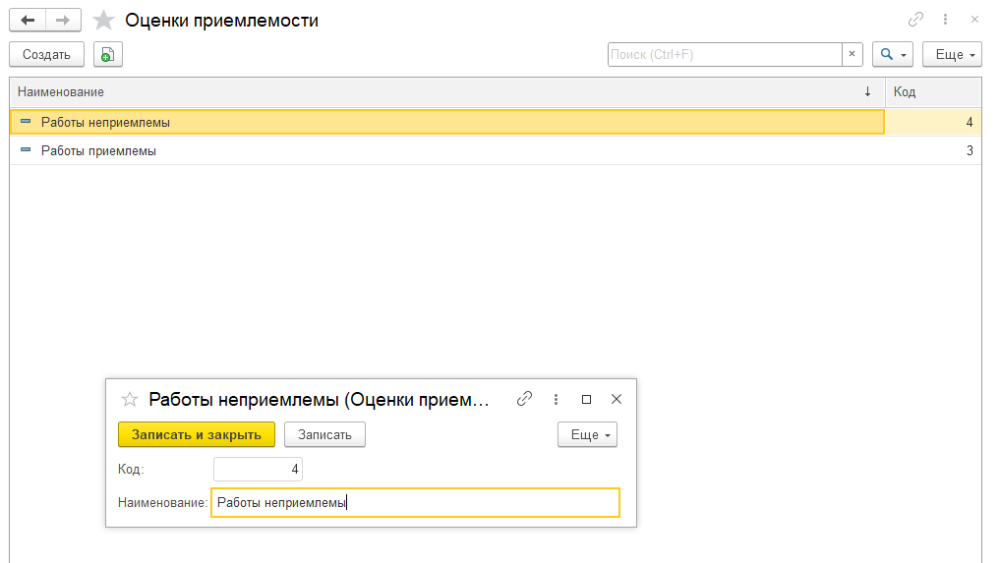 Оценки приемлемости
Создать
Поиск (Ctrl+F)
×
Еще
Наименование ↓ Код
Работы неприемлемы 4
Работы приемлемы 3
Работы неприемлемы (Оценки прием...
Записать и закрыть Записать Еще
Код: 4
Наименование: Работы неприемлемы